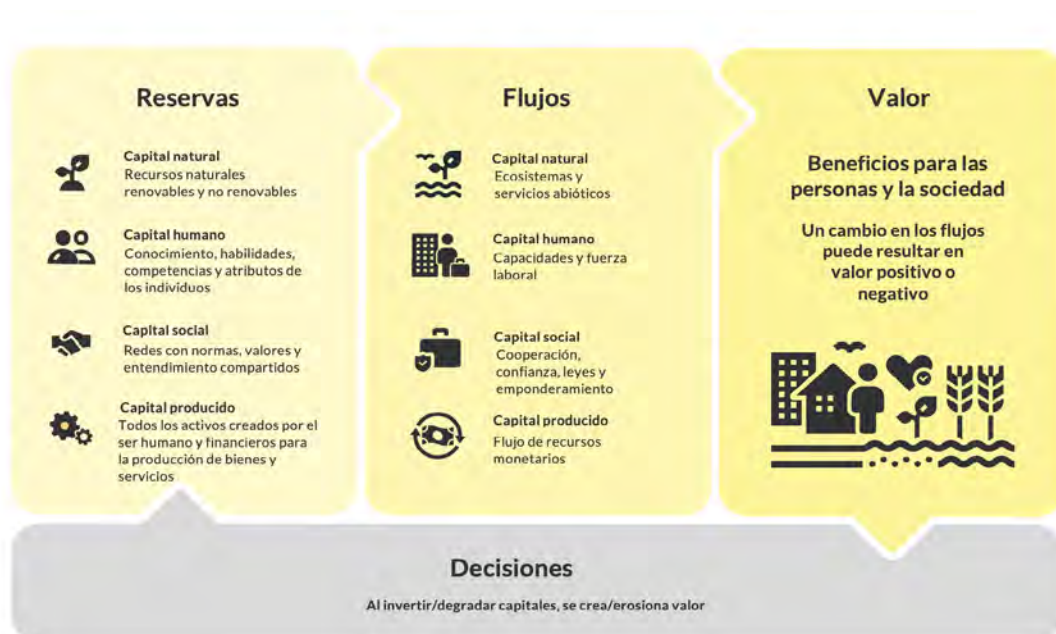 Reservas
Capital natural
Recursos naturales
renovables y no renovables
Capital humano
Conocimiento, habilidades,
competencias y atributos de
los individuos
Capital social
Redes con normas, valores y
entendimiento compartidos
Capital producido
Todos los activos creados por el
ser humano y financieros para
la producción de bienes y
servicios
Flujos
Capital natural
Ecosistemas y
servicios abióticos
Capital humano
Capacidades y fuerza
laboral
Capital social
Cooperación,
confianza, leyes y
emponderamiento
Capital producido
Flujo de recursos
monetarios
Valor
Beneficios para las
personas y la sociedad
Un cambio en los flujos
puede resultar en
valor positivo o
negativo
Decisiones
Al invertir/degradar capitales, se crea/erosiona valor